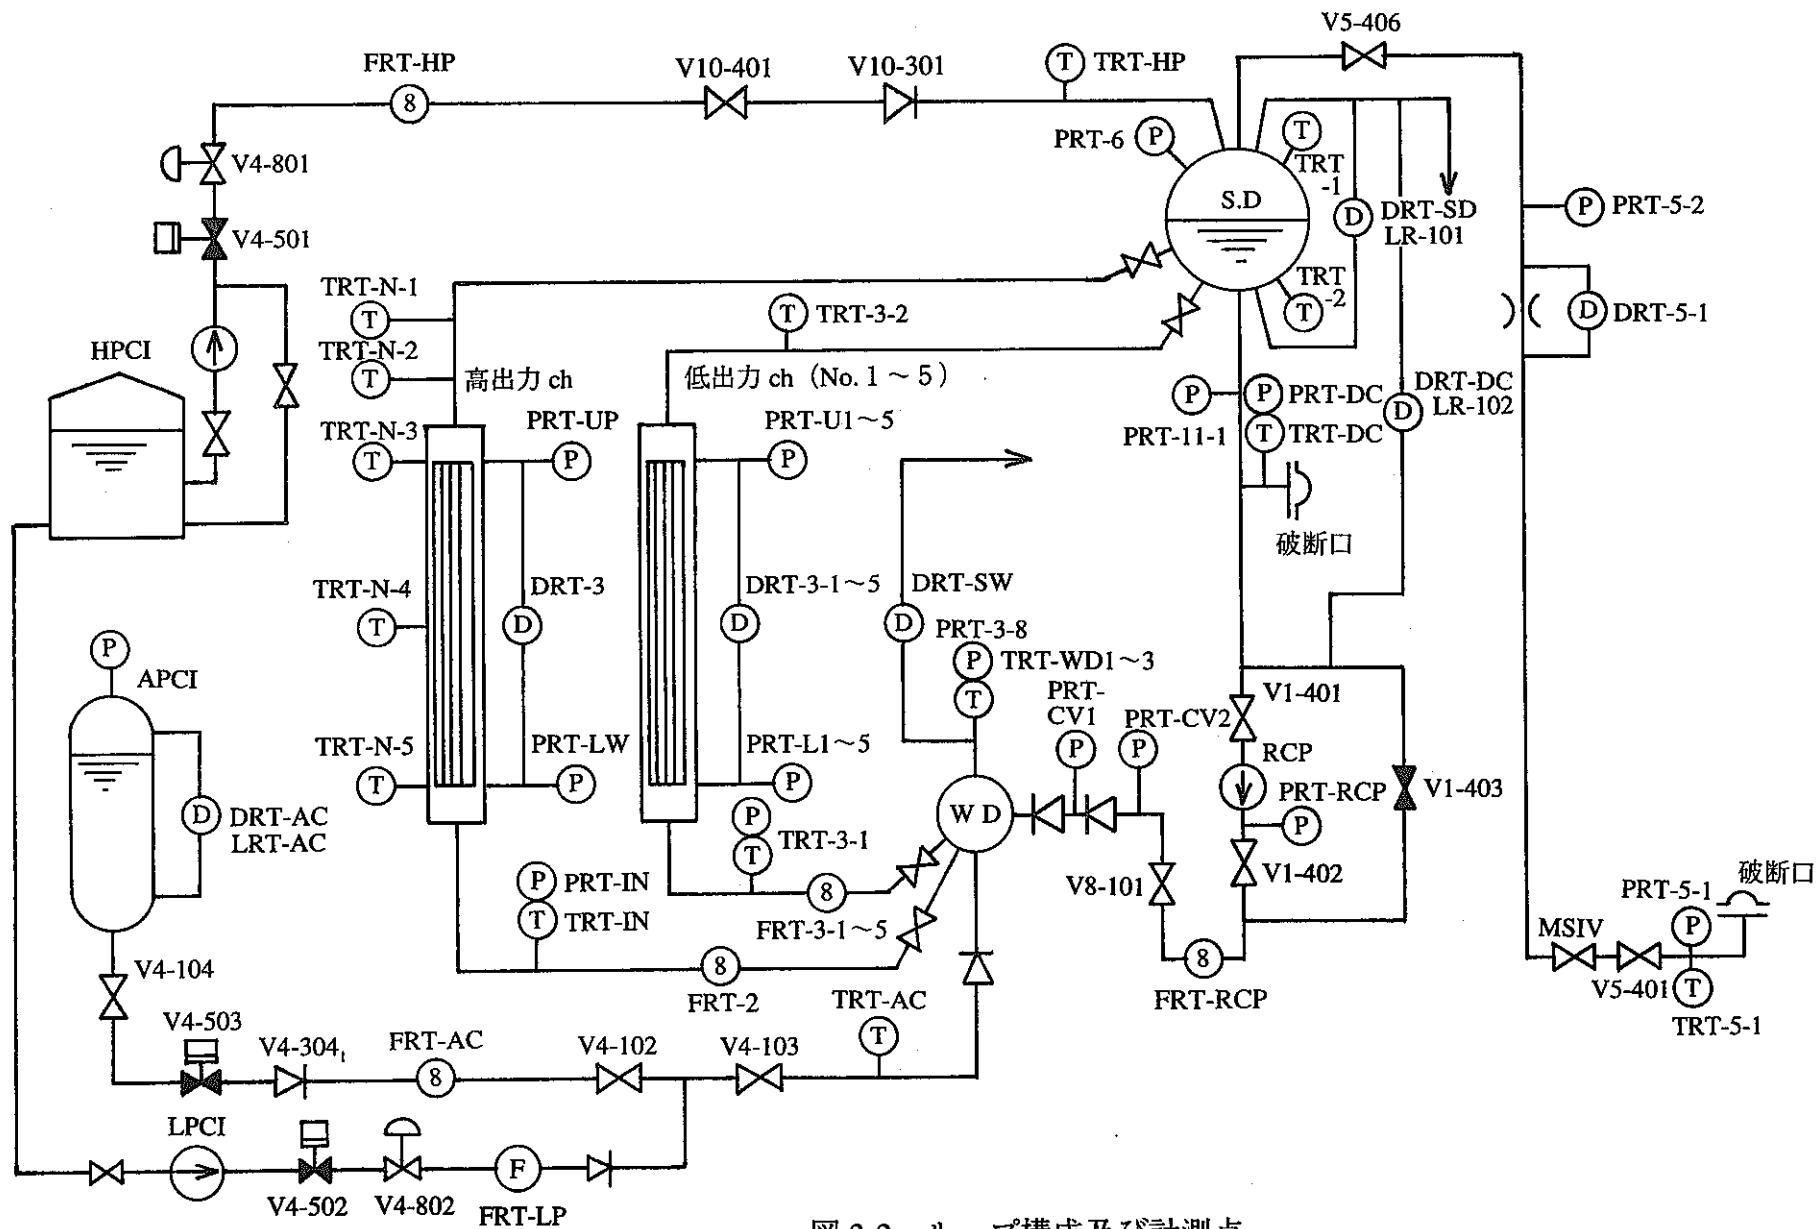 V5-406
FRT-HP
V10-401
V10-301
T
TRT-HP
8
PRT-6
P
T
TRT
-1
V4-801
S.D
V4-501
D
DRT-SD
LR-101
P
PRT-5-2
TRT
-2
T
TRT-N-1
T
T
TRT-3-2
D
DRT-5-1
HPCI
TRT-N-2
T
高出力 ch
低出力 ch (No. 1 ~ 5)
P
P
PRT-DC
DRT-DC
LR-102
D
PRT-11-1
T
TRT-DC
TRT-N-3
T
PRT-UP
P
PRT-U1~5
P
破断口
TRT-N-4
T
DRT-3
D
DRT-3-1~5
D
DRT-SW
D
PRT-3-8
P
TRT-WD1~3
T
P
APCI
V1-401
PRT-
CV1
P
PRT-CV2
P
RCP
TRT-N-5
T
PRT-LW
P
PRT-L1~5
P
PRT-RCP
P
V1-403
D
DRT-AC
LRT-AC
W D
P
T
TRT-3-1
V1-402
V8-101
P
PRT-IN
T
TRT-IN
8
FRT-3-1~5
PRT-5-1
破断口
P
MSIV
V5-401
T
TRT-5-1
V4-104
8
FRT-2
8
FRT-RCP
TRT-AC
T
V4-503
V4-304
FRT-AC
8
V4-102
V4-103
LPCI
V4-502
V4-802
F
FRT-LP